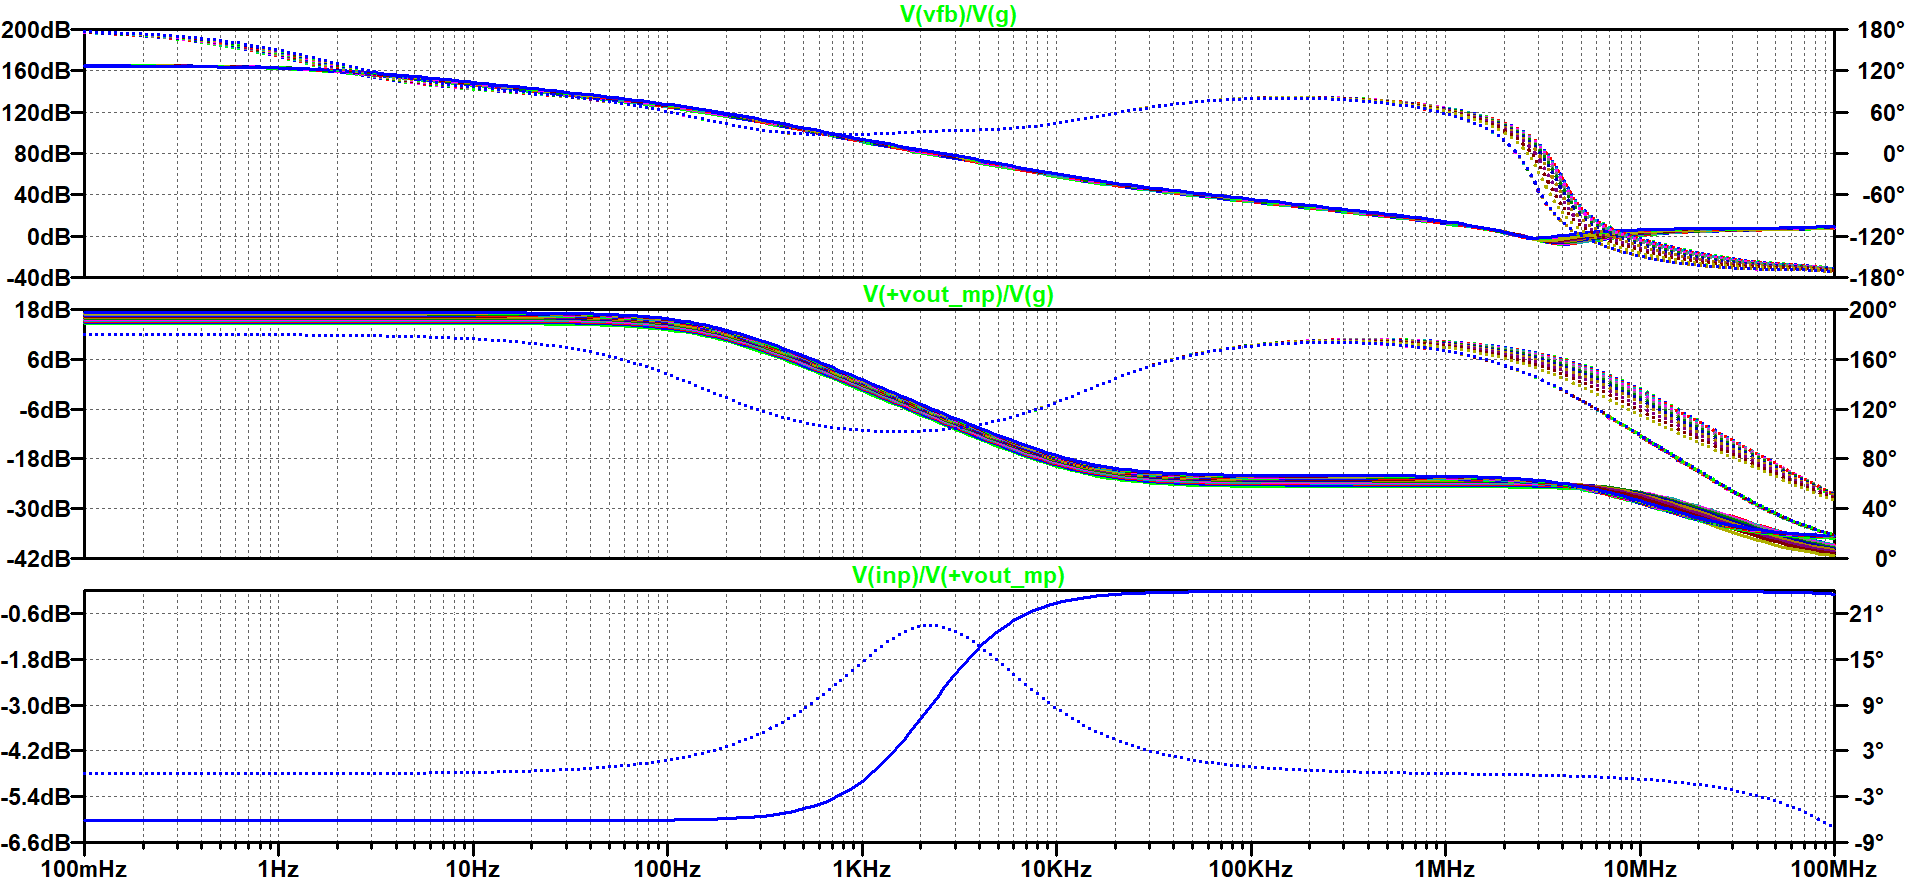 V(vfb)/V(g)
200dB 180°
160dB 120°
120dB 60°
80dB 0°
40dB -60°
0dB -120°
-40dB -180°
V(+vout_mp)/V(g)
18dB 200°
6dB 160°
-6dB 120°
-18dB 80°
-30dB 40°
-42dB 0°
V(inp)/V(+vout_mp)
-0.6dB 21°
-1.8dB 15°
-3.0dB 9°
-4.2dB 3°
-5.4dB -3°
-6.6dB -9°
100mHz 1Hz 10Hz 100Hz 1KHz 10KHz 100KHz 1MHz 10MHz 100MHz